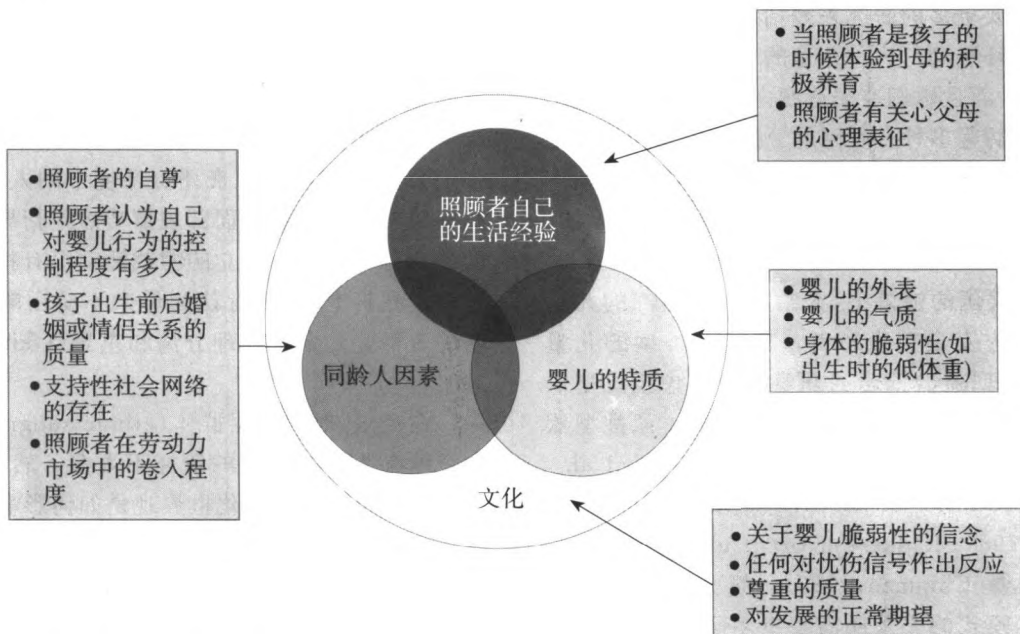 • 当照顾者是孩子的
时候体验到母的积
极养育
• 照顾者有关心父母
的心理表征
• 照顾者的自尊
• 照顾者认为自己
对婴儿行为的控
制程度有多大
• 孩子出生前后婚
姻或情侣关系的
质量
• 支持性社会网络
的存在
• 照顾者在劳动力
市场中的卷人程
度
照顾者自己
的生活经验
同龄人因素
婴儿的特质
文化
• 婴儿的外表
• 婴儿的气质
• 身体的脆弱性(如
出生时的低体重)
• 关于婴儿脆弱性的信念
• 任何对忧伤信号作出反应
• 尊重的质量
• 对发展的正常期望